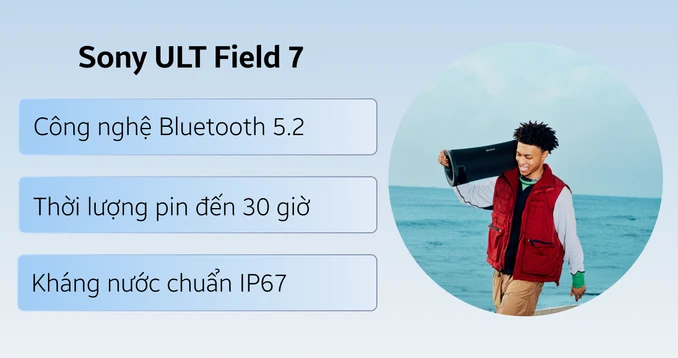 Sony ULT Field 7
Công nghệ Bluetooth 5.2
Thời lượng pin đến 30 giờ
Kháng nước chuẩn IP67